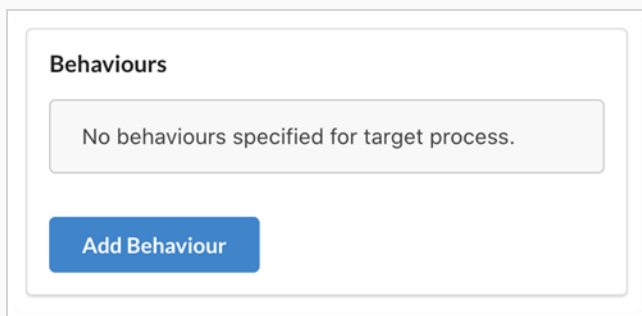 Behaviours
No behaviours specified for target process.
Add Behaviour